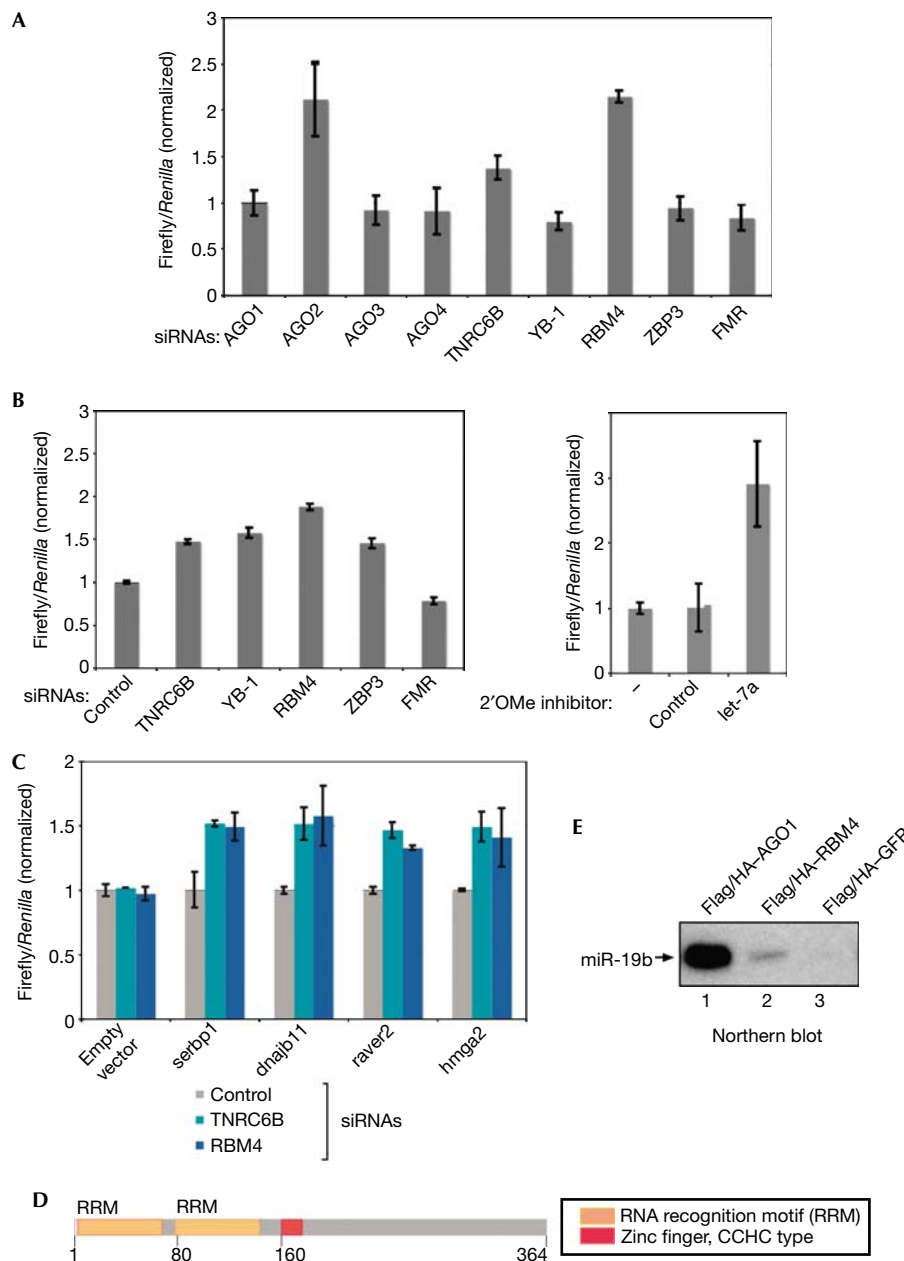 A
Firefly/Renilla (normalized)
3
2.5
2
1.5
1
0.5
0
siRNAs:
AGO1
AGO2
AGO3
AGO4
TNRC6B
YB-1
RBM4
ZBP3
FMR
B
Firefly/Renilla (normalized)
3
2.5
2
1.5
1
0.5
0
siRNAs:
Control
TNRC6B
YB-1
RBM4
ZBP3
FMR
Firefly/Renilla (normalized)
3
2
1
0
2′OMe inhibitor:
–
Control
let-7a
C
Firefly/Renilla (normalized)
2
1.5
1
0.5
0
Empty
vector
serbp1
dnajb11
raver2
hmga2
Control
TNRC6B
RBM4
siRNAs
E
Flag/HA–AGO1
Flag/HA–RBM4
Flag/HA–GFP
miR-19b
1 2 3
Northern blot
D
RRM RRM
1 80 160 364
RNA recognition motif (RRM)
Zinc finger, CCHC type